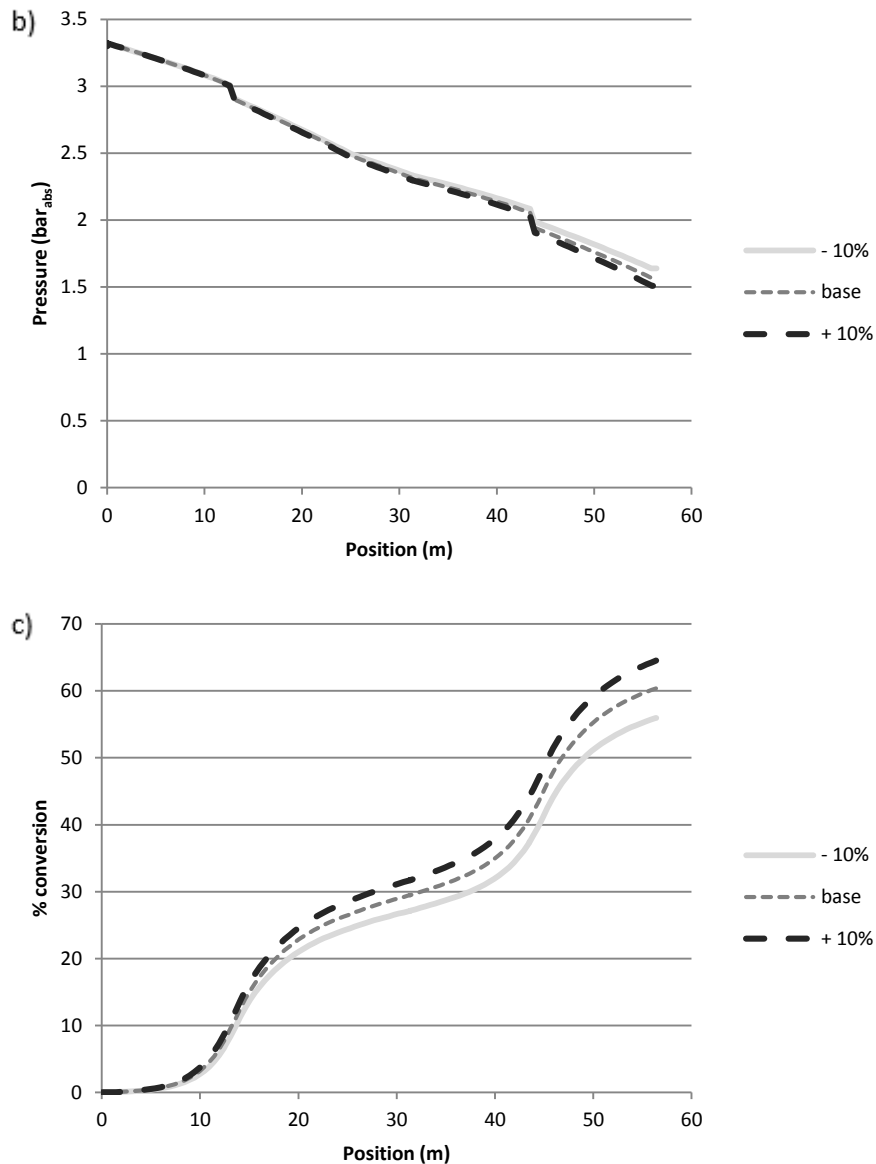 b)
3.5
3
2.5
2
1.5
1
0.5
0
Pressure (bar_abs)
0 10 20 30 40 50 60
Position (m)
- 10%
base
+ 10%
c)
70
60
50
40
30
20
10
0
% conversion
0 10 20 30 40 50 60
Position (m)
- 10%
base
+ 10%